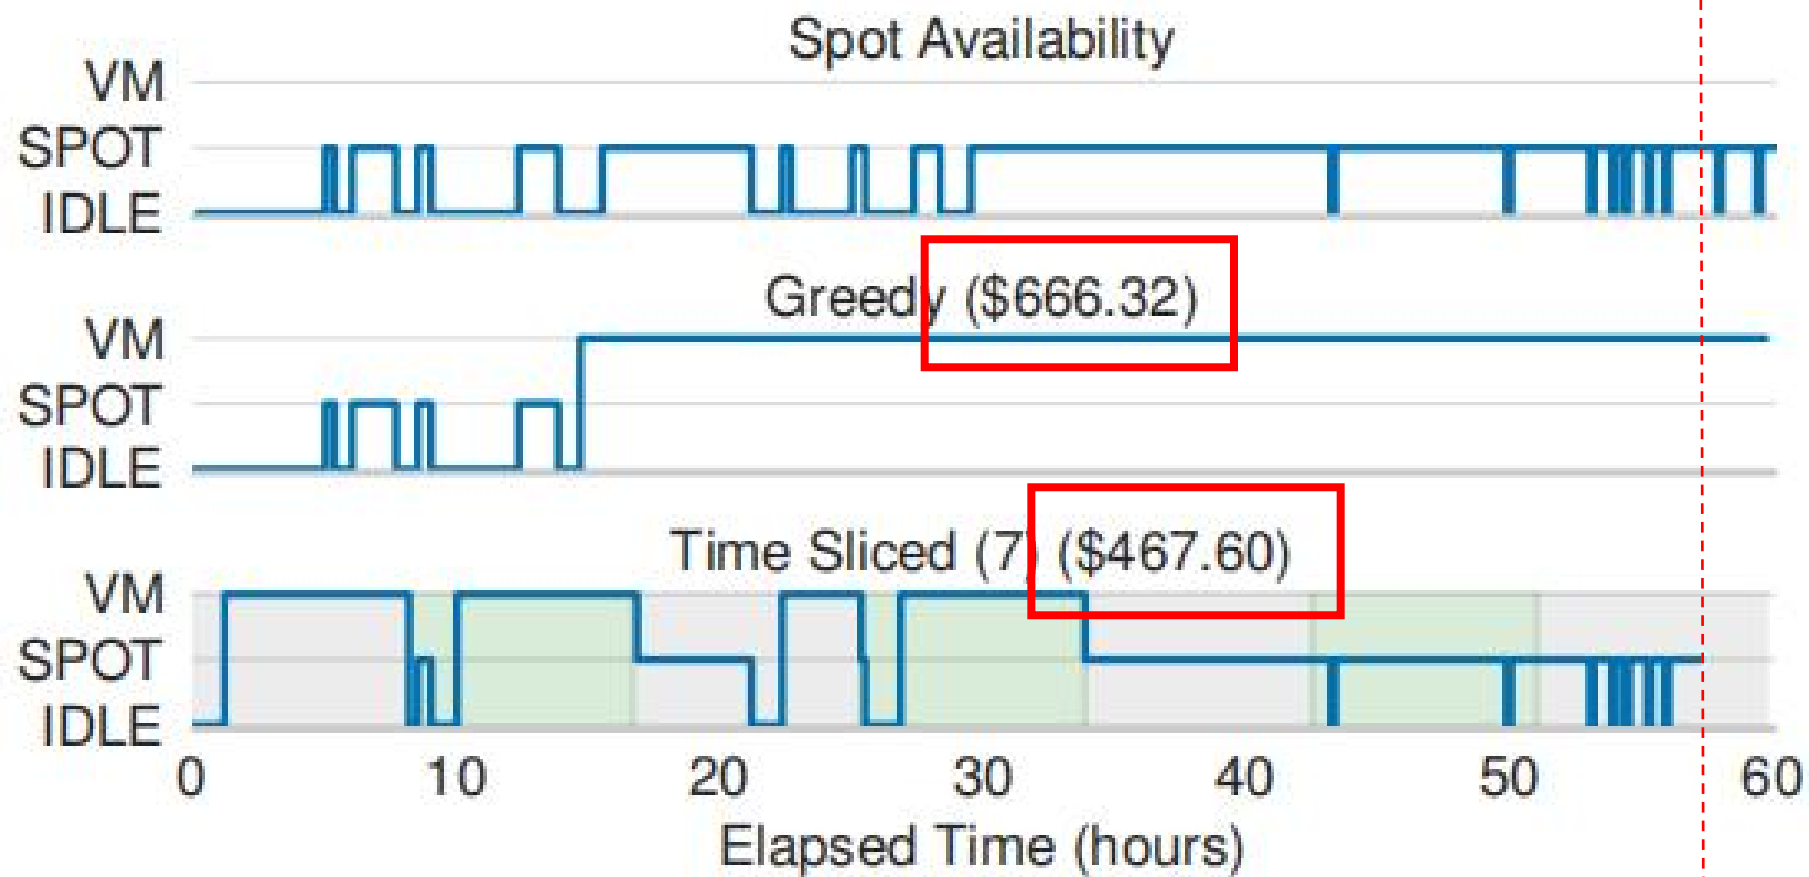 Spot Availability
VM
SPOT
IDLE
Greedy ($666.32)
VM
SPOT
IDLE
Time Sliced (7) ($467.60)
VM
SPOT
IDLE
0 10 20 30 40 50 60
Elapsed Time (hours)